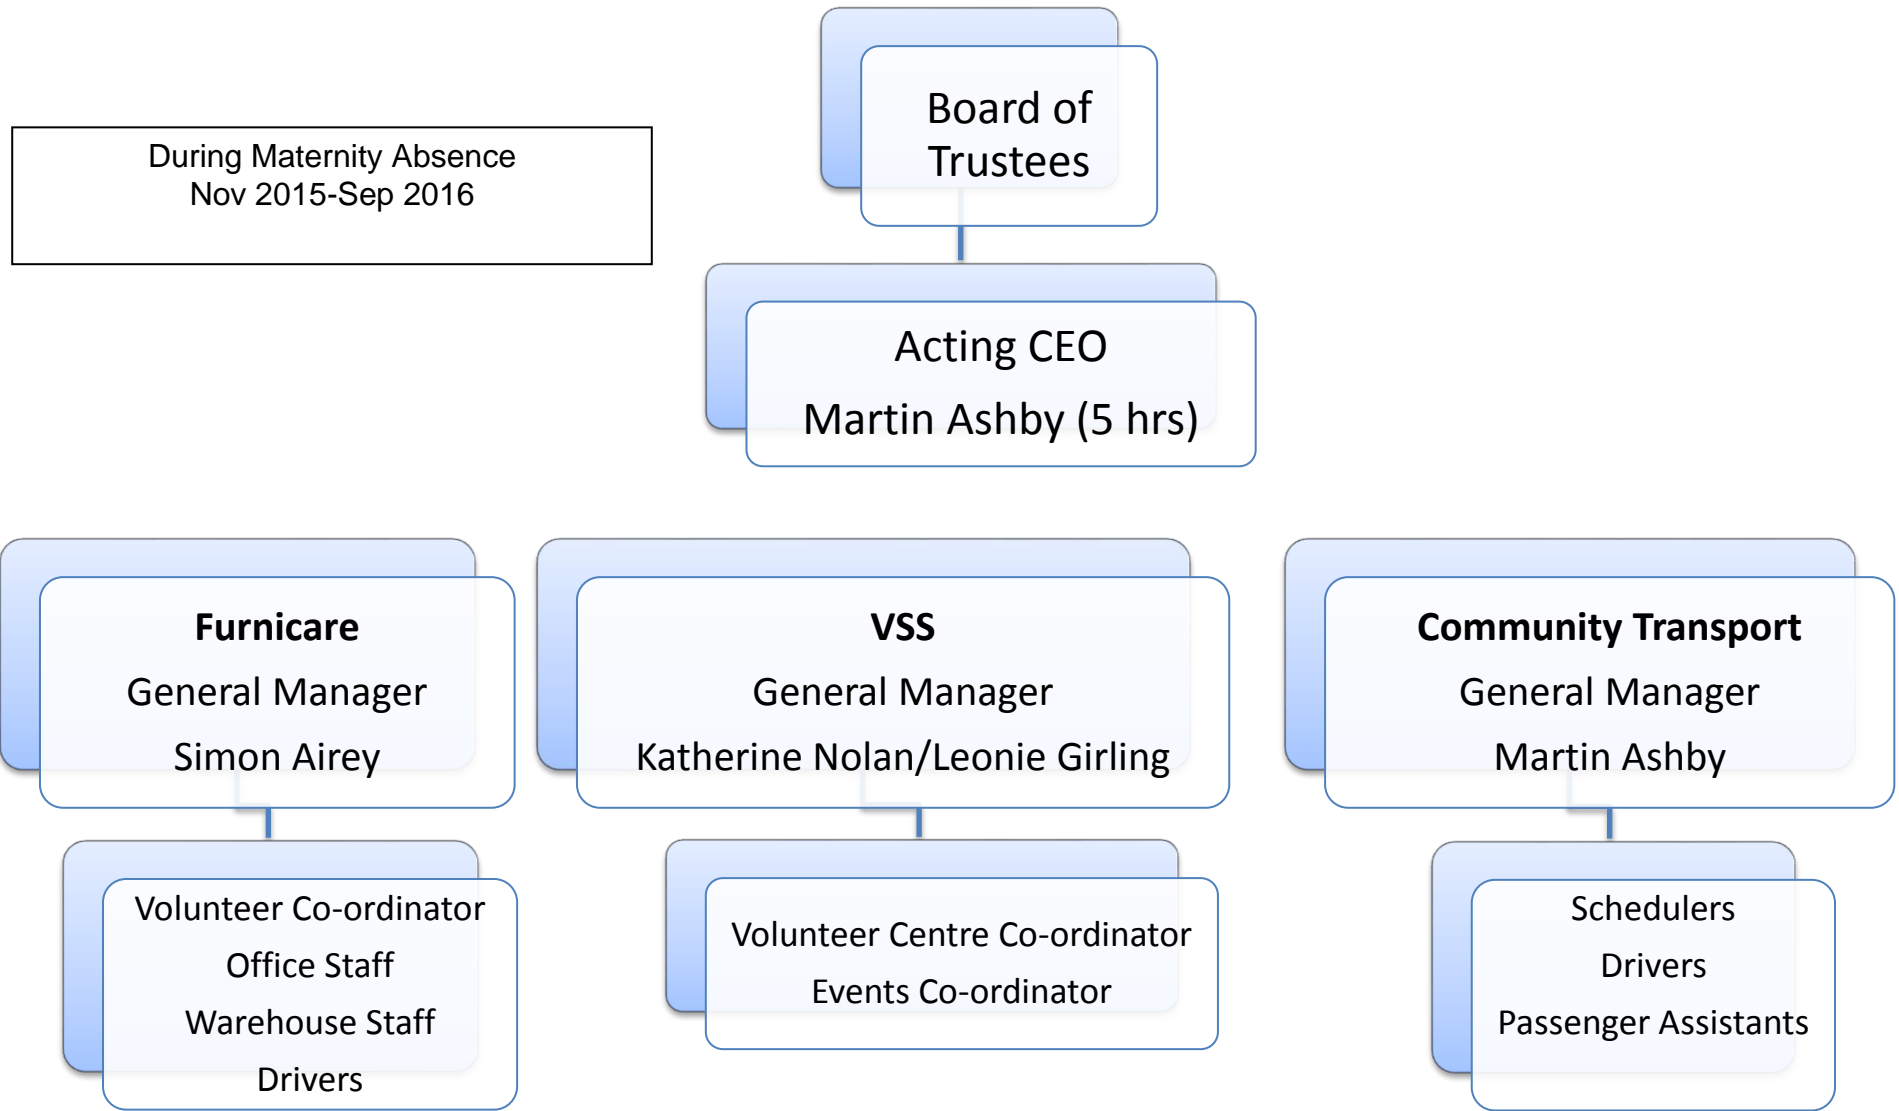 During Maternity Absence
Nov 2015-Sep 2016
Board of
Trustees
Acting CEO
Martin Ashby (5 hrs)
Furnicare
General Manager
Simon Airey
VSS
General Manager
Katherine Nolan/Leonie Girling
Community Transport
General Manager
Martin Ashby
Volunteer Co-ordinator
Office Staff
Warehouse Staff
Drivers
Volunteer Centre Co-ordinator
Events Co-ordinator
Schedulers
Drivers
Passenger Assistants